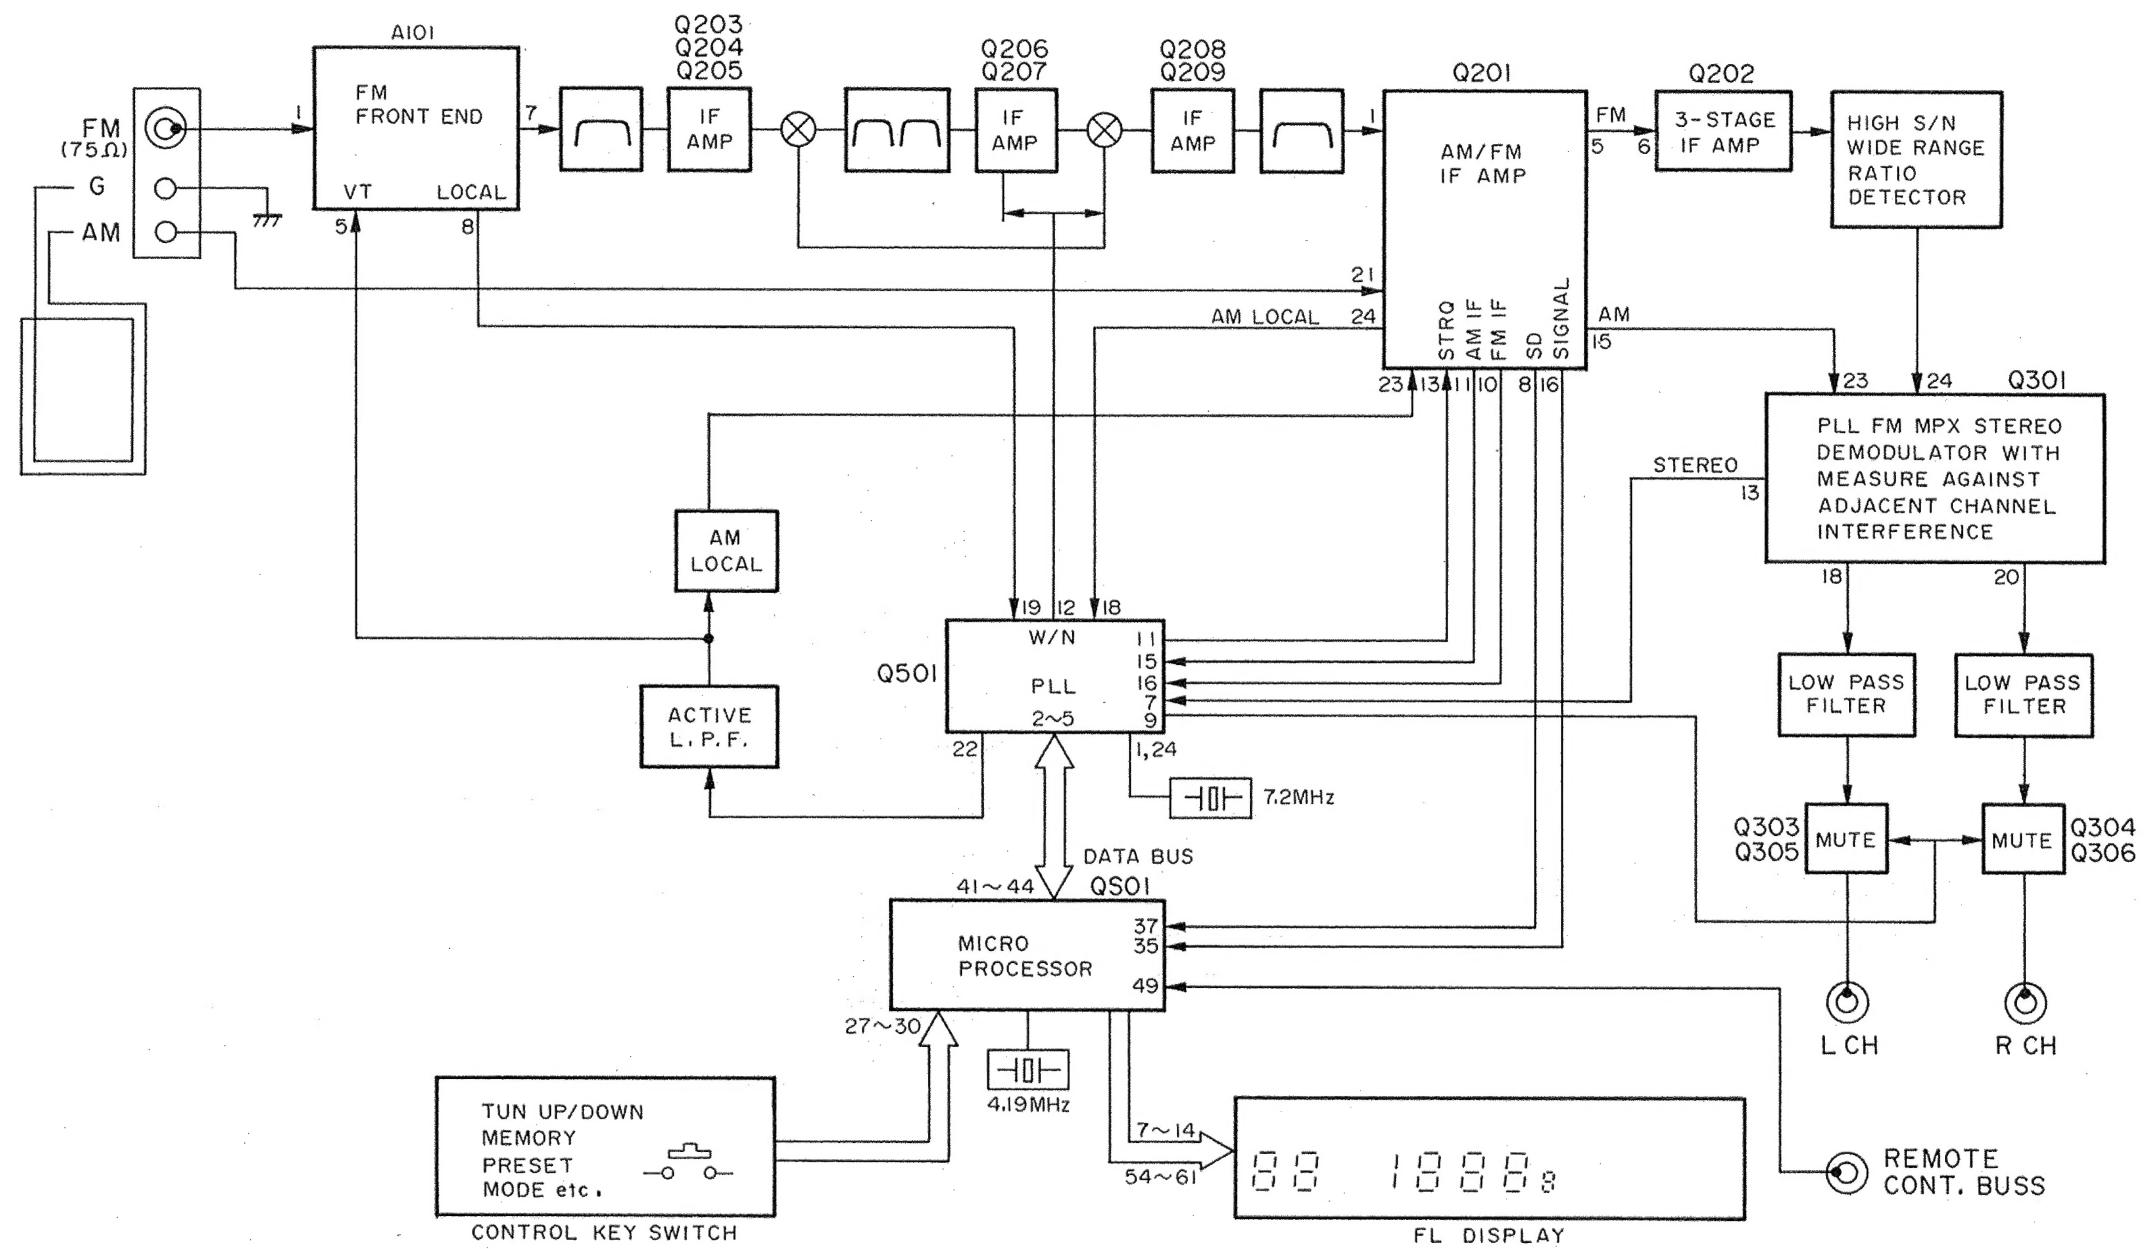 A101
Q203
Q204
Q205
Q206
Q207
Q208
Q209
Q201
Q202
FM
(75Ω)
G
AM
1
FM
FRONT END
VT
LOCAL
5
8
7
IF
AMP
IF
AMP
IF
AMP
1
AM/FM
IF AMP
21
24
AM LOCAL
STRQ
AM IF
FM IF
SD
SIGNAL
23
13
11
10
8
16
FM
5
6
3-STAGE
IF AMP
HIGH S/N
WIDE RANGE
RATIO
DETECTOR
AM
15
23
24
Q301
PLL FM MPX STEREO
DEMODULATOR WITH
MEASURE AGAINST
ADJACENT CHANNEL
INTERFERENCE
STEREO
13
18
20
AM
LOCAL
ACTIVE
L.P.F.
Q501
19
12
18
W/N
PLL
2~5
11
15
16
7
9
22
1,24
7.2MHz
LOW PASS
FILTER
LOW PASS
FILTER
Q303
Q305
MUTE
MUTE
Q304
Q306
DATA BUS
41~44
QS01
MICRO
PROCESSOR
37
35
49
27~30
4.19MHz
L CH
R CH
TUN UP/DOWN
MEMORY
PRESET
MODE etc.
CONTROL KEY SWITCH
7~14
54~61
88 18888
FL DISPLAY
REMOTE
CONT. BUSS